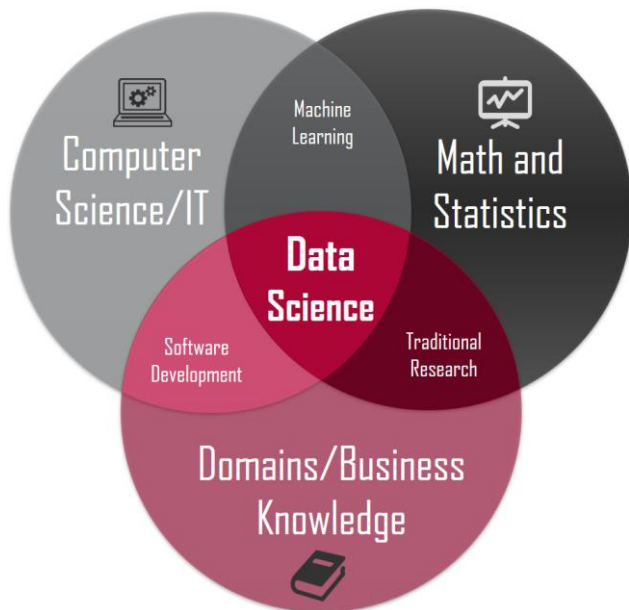 Machine
Learning
Computer
Science/IT
Math and
Statistics
Data
Science
Software
Development
Traditional
Research
Domains/Business
Knowledge